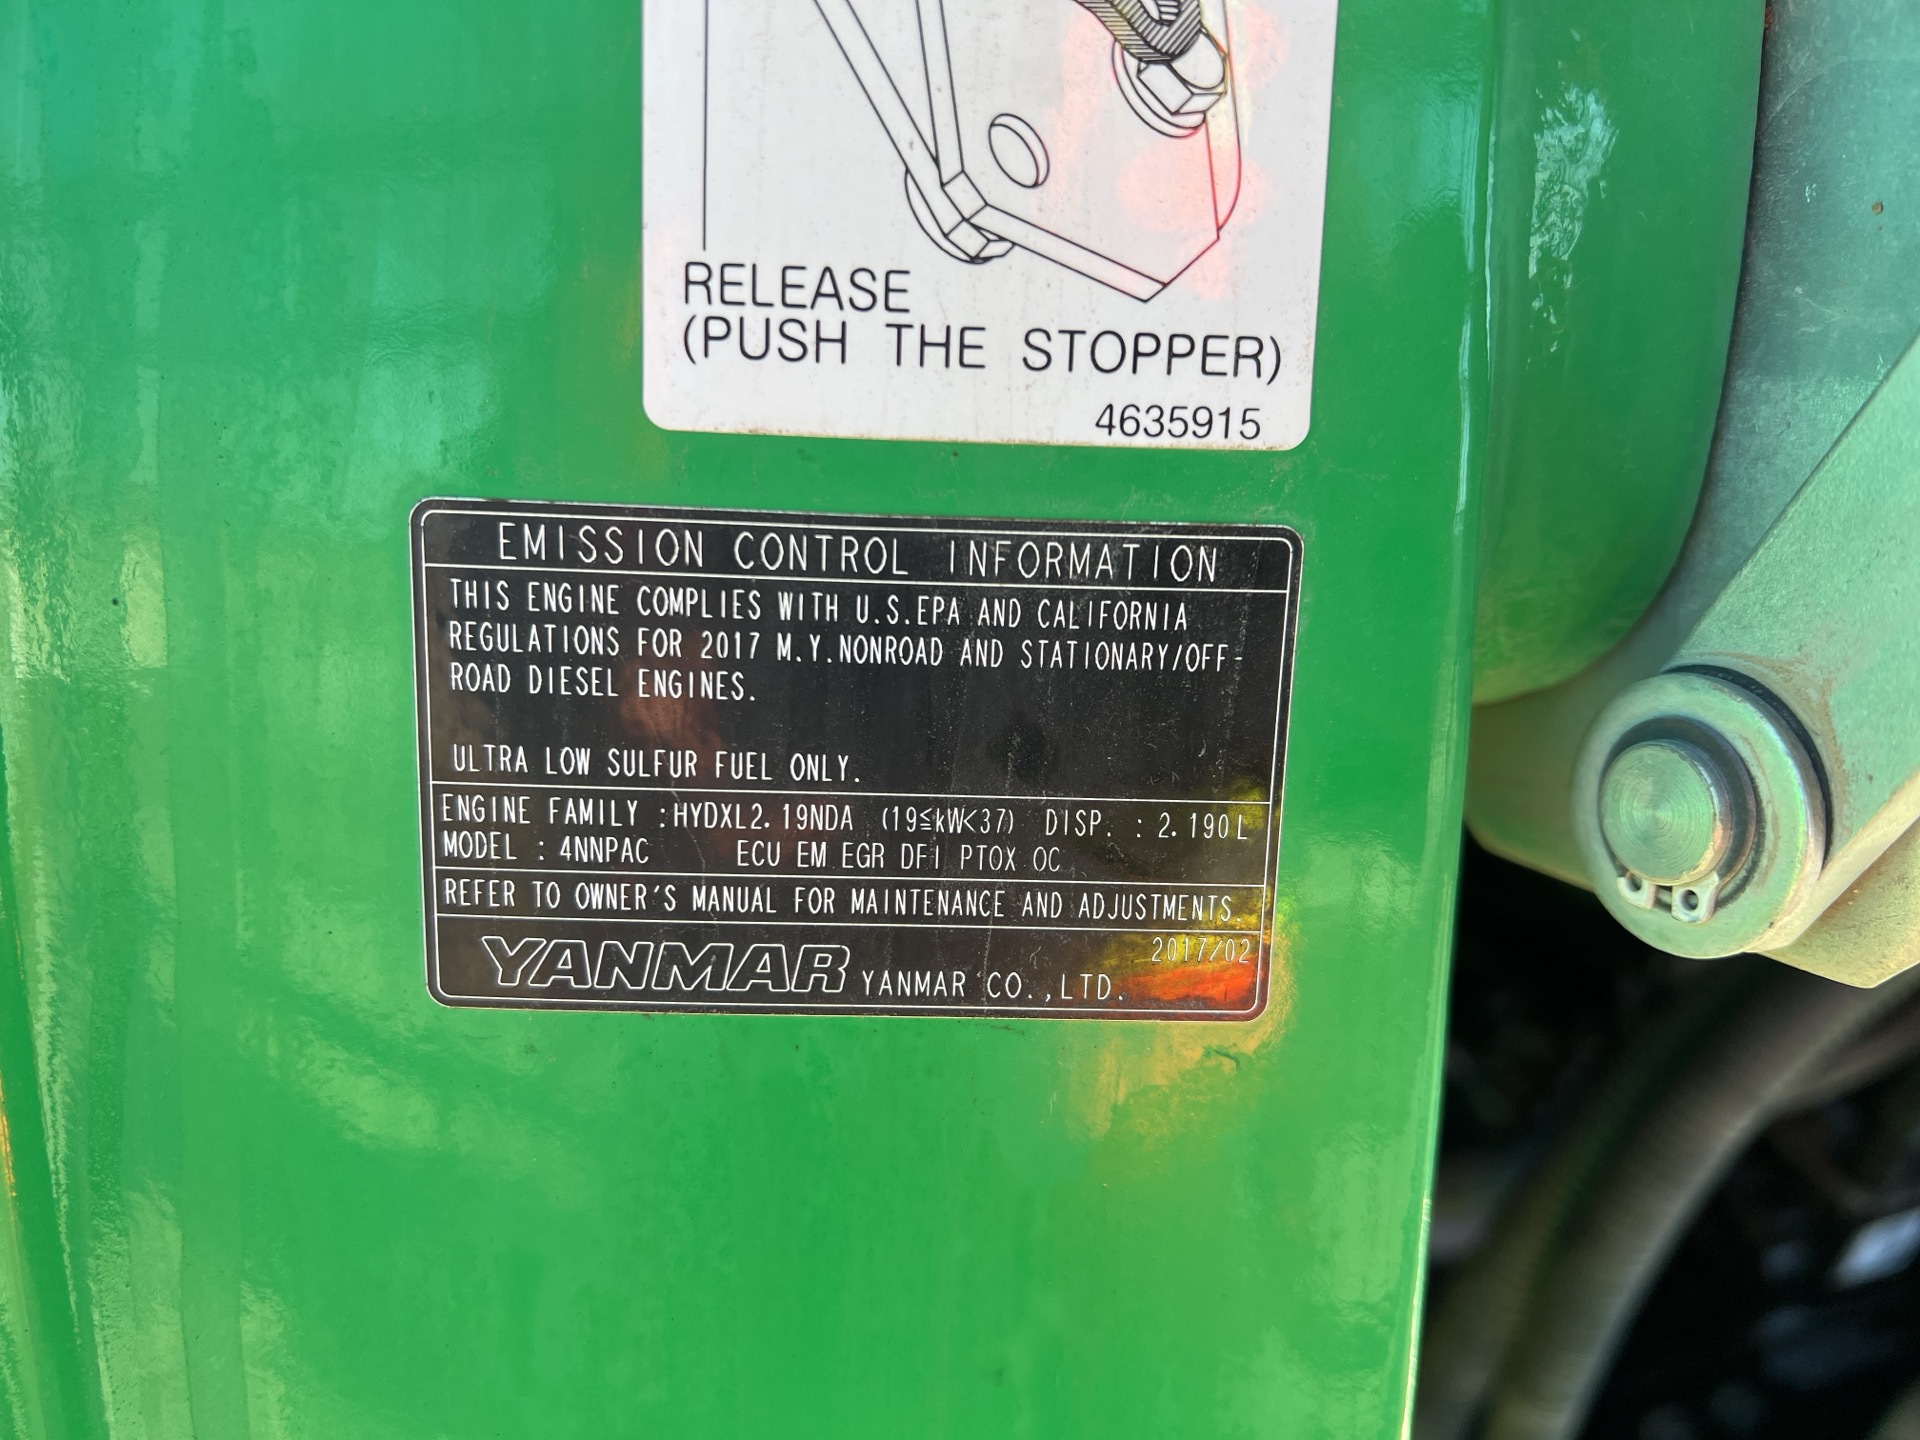 RELEASE
(PUSH THE STOPPER)
4635915
EMISSION CONTROL INFORMATION
THIS ENGINE COMPLIES WITH U.S.EPA AND CALIFORNIA
REGULATIONS FOR 2017 M.Y.NONROAD AND STATIONARY/OFF-
ROAD DIESEL ENGINES.
ULTRA LOW SULFUR FUEL ONLY.
ENGINE FAMILY :HYDXL2.19NDA (19≦kW<37) DISP. : 2.190L
MODEL : 4NNPAC ECU EM EGR DFI PTOX OC
REFER TO OWNER'S MANUAL FOR MAINTENANCE AND ADJUSTMENTS.
2017/02
YANMAR YANMAR CO.,LTD.